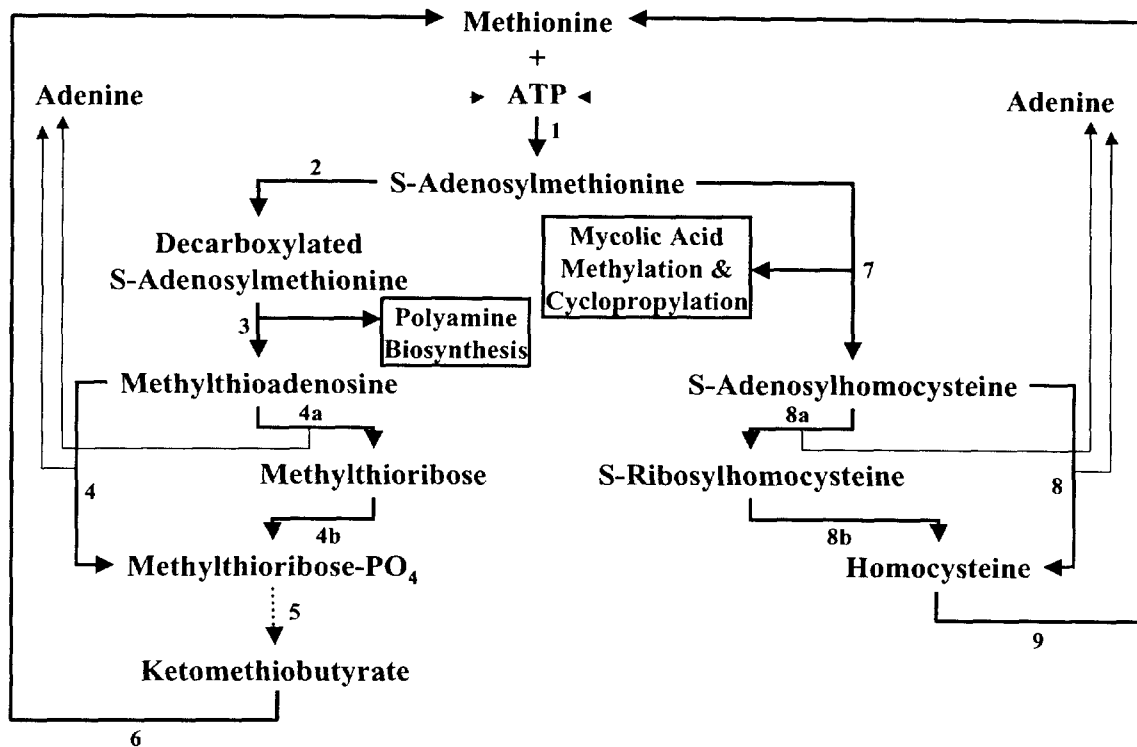 Methionine
+
Adenine
ATP
Adenine
1
2
S-Adenosylmethionine
Decarboxylated
S-Adenosylmethionine
Mycolic Acid
Methylation &
Cyclopropylation
7
3
Polyamine
Biosynthesis
Methylthioadenosine
S-Adenosylhomocysteine
4a
8a
Methylthioribose
S-Ribosylhomocysteine
4
8
4b
8b
Methylthioribose-PO₄
Homocysteine
5
9
Ketomethiobutyrate
6